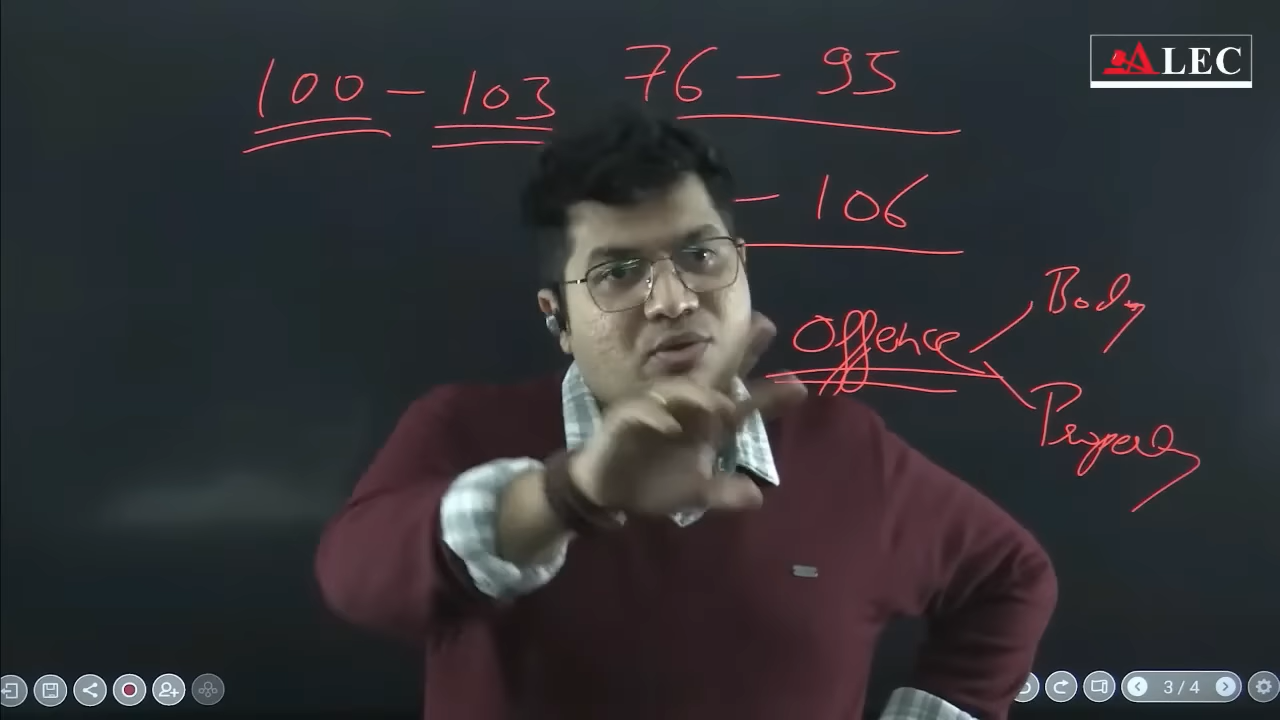 100 - 103 76 - 95
- 106
Offence
Body
Property
ALEC
3 / 4